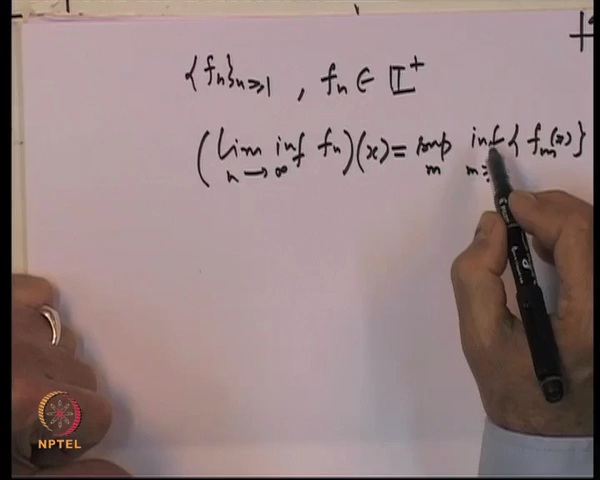 {fn}n≥1 , fn ∈ 𝕃⁺
(lim inf fn)(x) = sup inf { fm(x)}
n → ∞ m m ≥
NPTEL